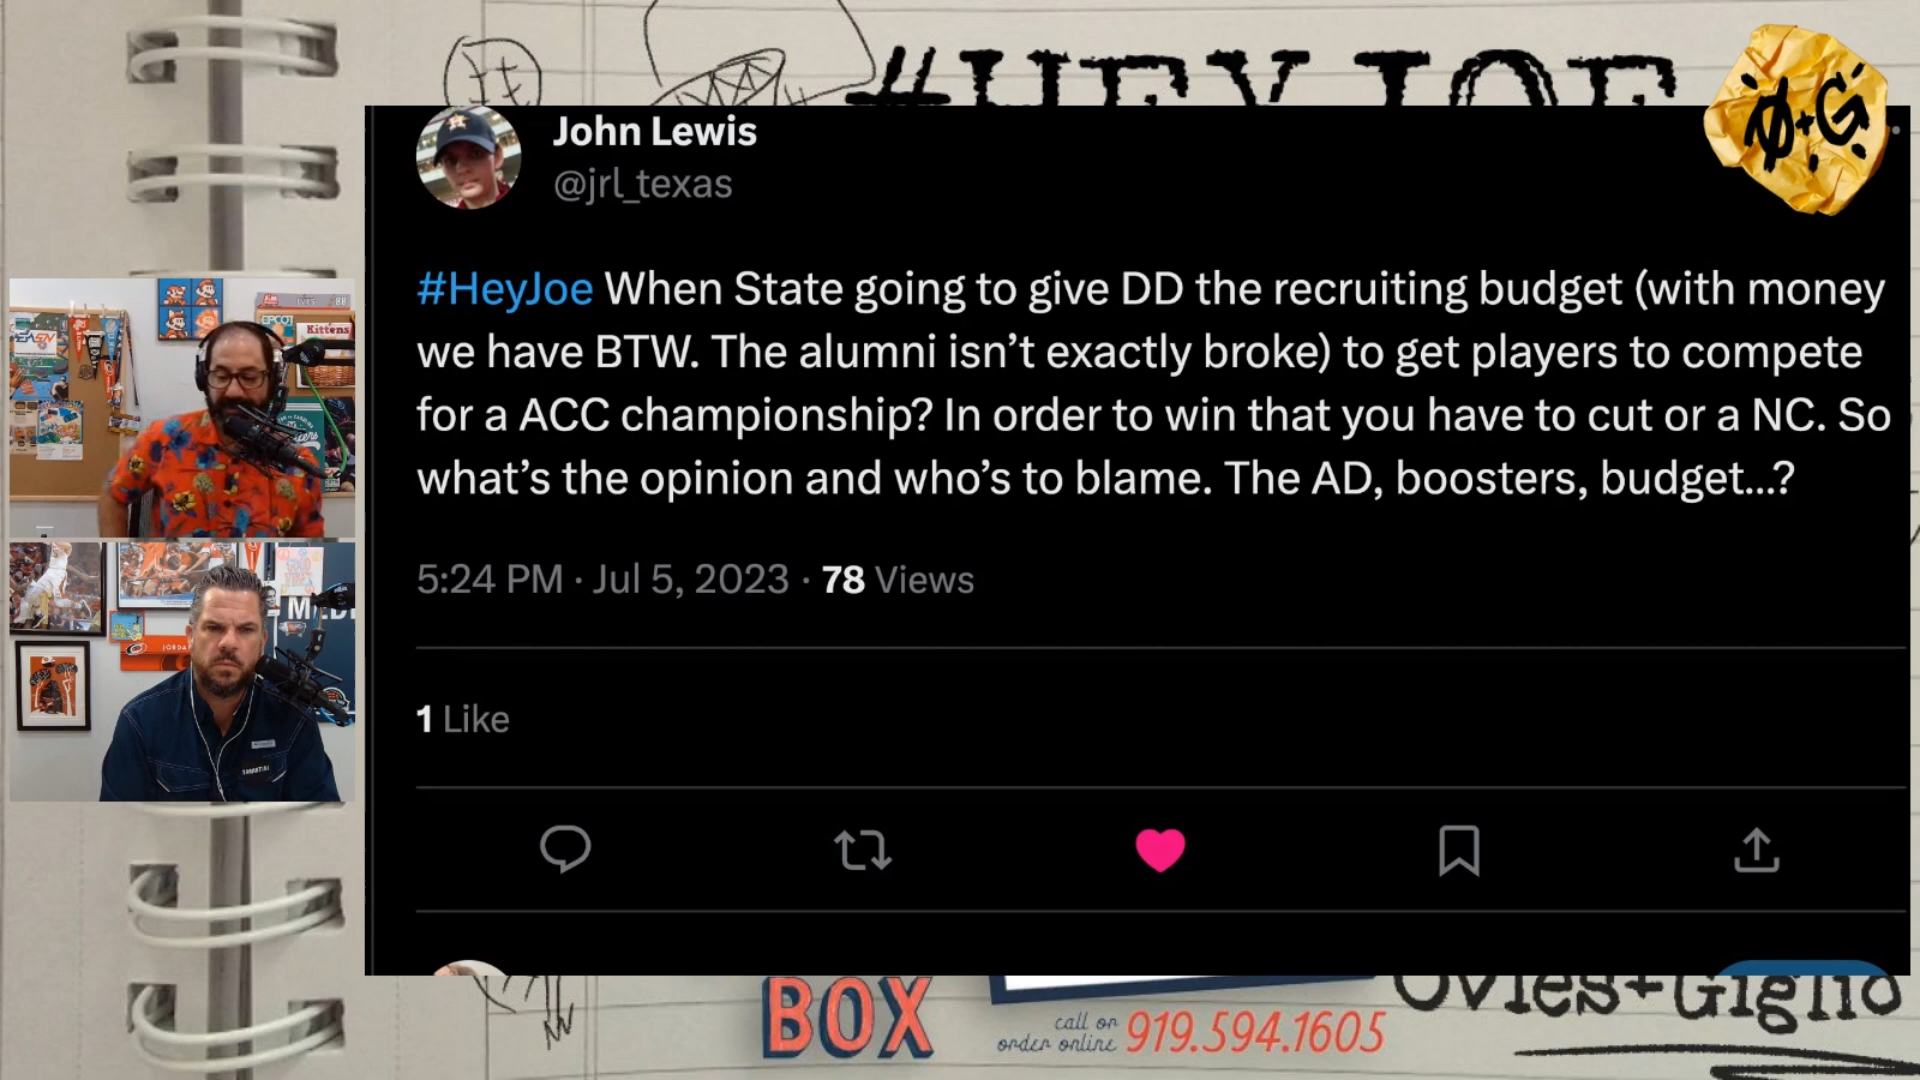 #HEY JOE
Ø+G
John Lewis
@jrl_texas
#HeyJoe When State going to give DD the recruiting budget (with money
we have BTW. The alumni isn’t exactly broke) to get players to compete
for a ACC championship? In order to win that you have to cut or a NC. So
what’s the opinion and who’s to blame. The AD, boosters, budget...?
5:24 PM · Jul 5, 2023 · 78 Views
1 Like
Kittens
BOX
call or
order online 919.594.1605
Ovies+Giglio